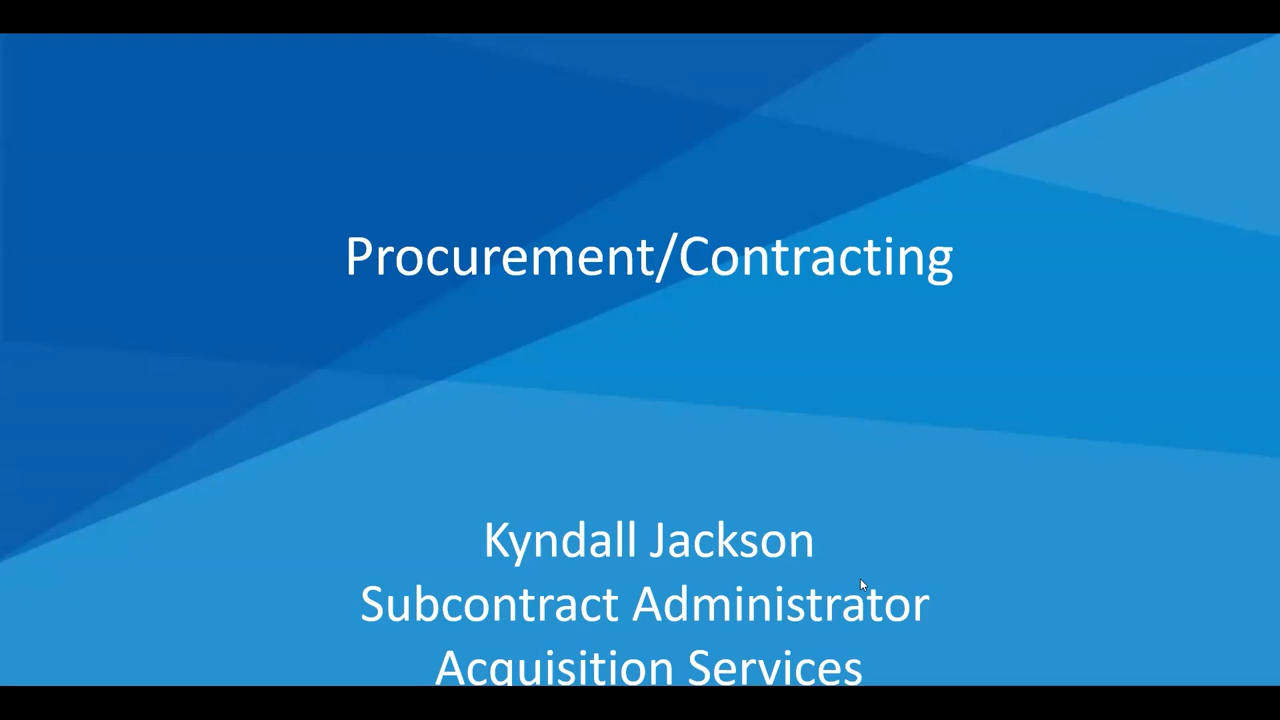 Procurement/Contracting
Kyndall Jackson
Subcontract Administrator
Acquisition Services